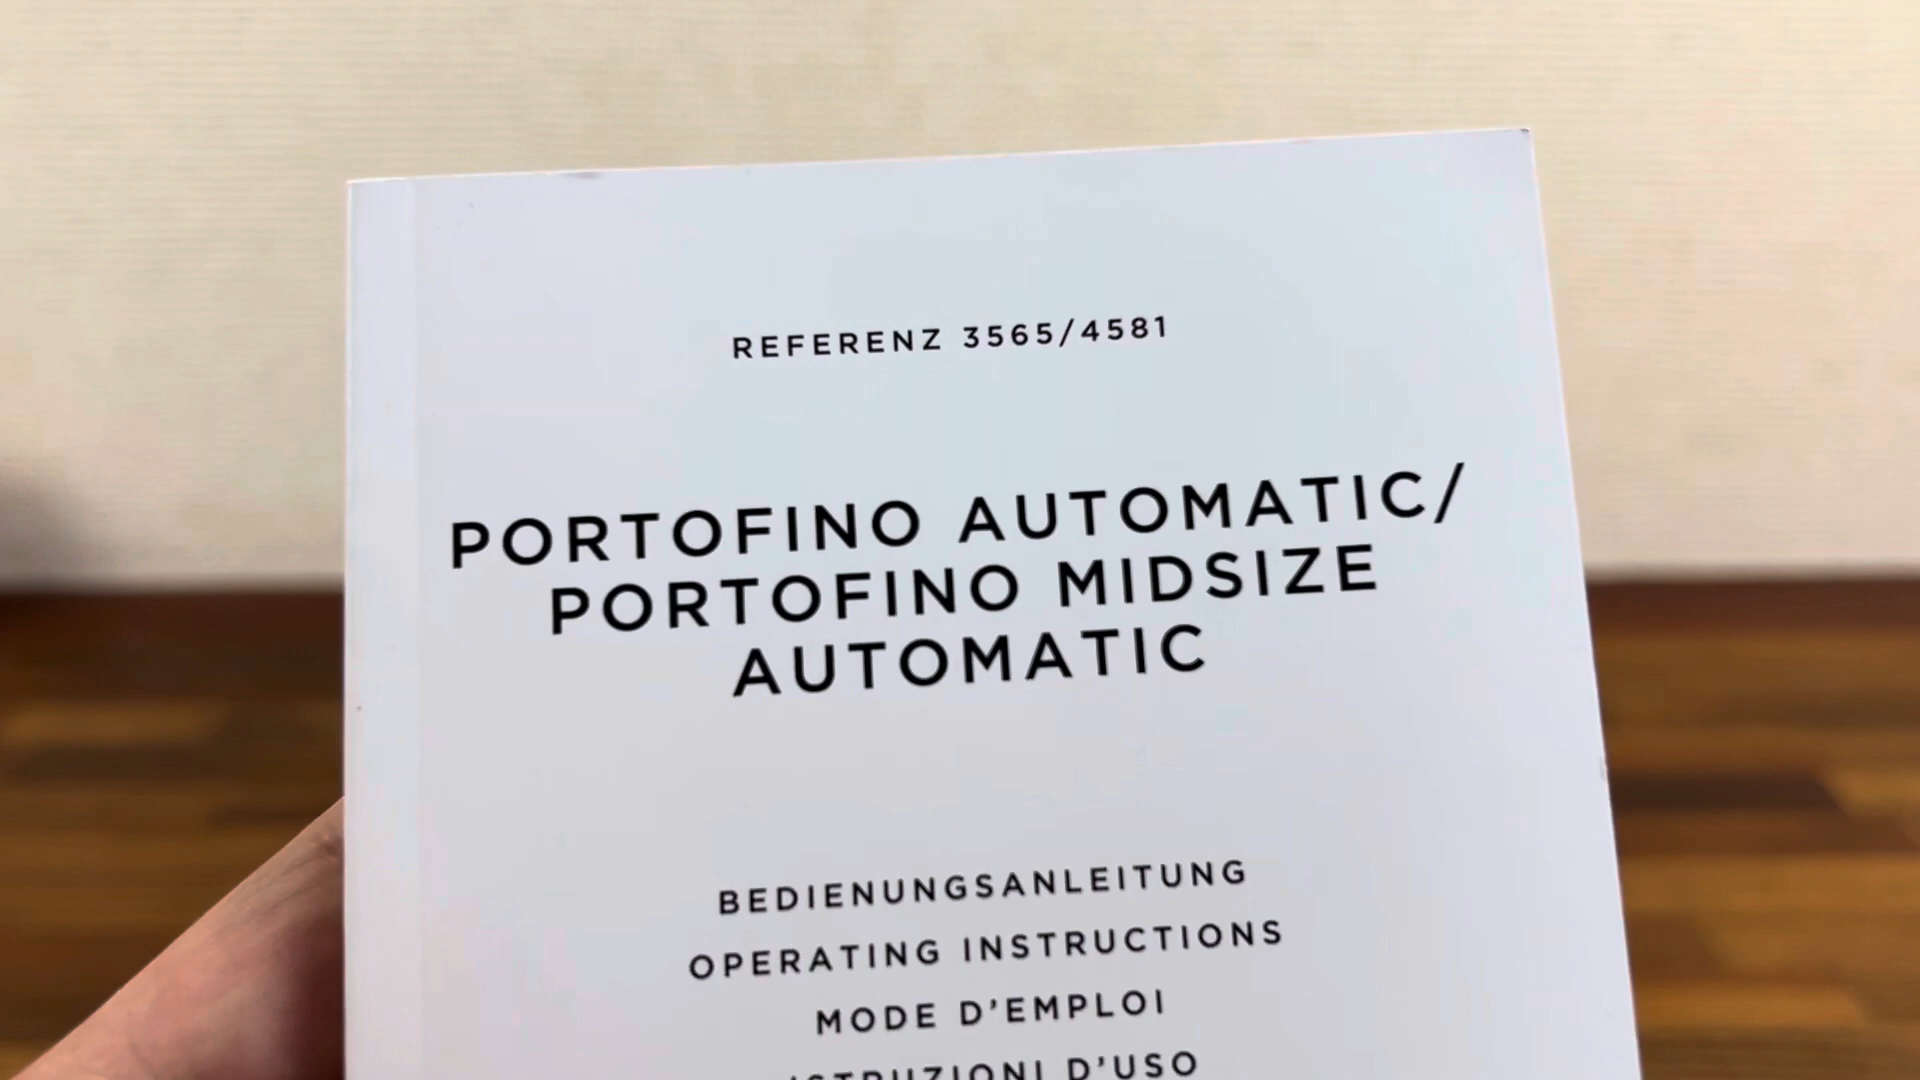 REFERENZ 3565/4581
PORTOFINO AUTOMATIC/
PORTOFINO MIDSIZE
AUTOMATIC
BEDIENUNGSANLEITUNG
OPERATING INSTRUCTIONS
MODE D'EMPLOI
D'USO